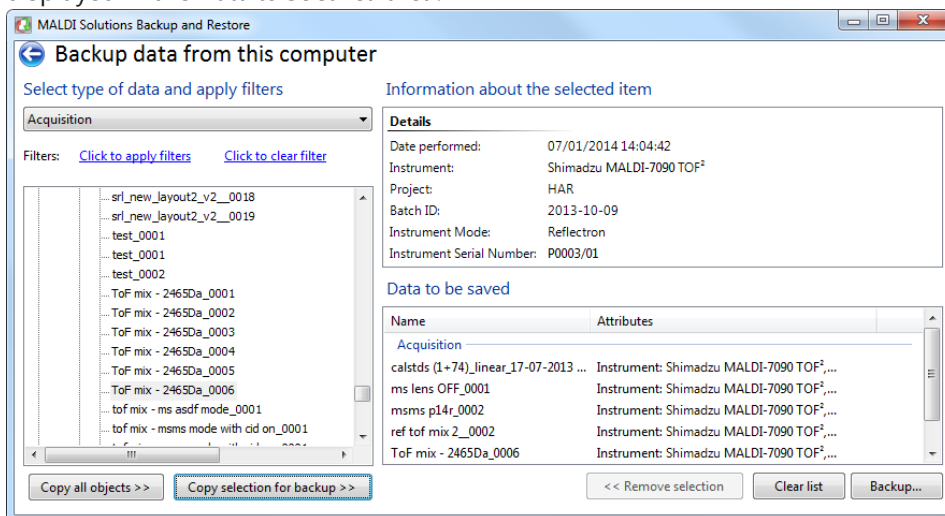 MALDI Solutions Backup and Restore
Backup data from this computer
Select type of data and apply filters
Acquisition
Filters: Click to apply filters Click to clear filter
srl_new_layout2_v2__0018
srl_new_layout2_v2__0019
test_0001
test_0001
test_0002
ToF mix - 2465Da_0001
ToF mix - 2465Da_0002
ToF mix - 2465Da_0003
ToF mix - 2465Da_0004
ToF mix - 2465Da_0005
ToF mix - 2465Da_0006
tof mix - ms asdf mode_0001
tof mix - msms mode with cid on_0001
Copy all objects >> Copy selection for backup >>
Information about the selected item
Details
Date performed: 07/01/2014 14:04:42
Instrument: Shimadzu MALDI-7090 TOF²
Project: HAR
Batch ID: 2013-10-09
Instrument Mode: Reflectron
Instrument Serial Number: P0003/01
Data to be saved
Name Attributes
Acquisition
calstds (1+74)_linear_17-07-2013 ... Instrument: Shimadzu MALDI-7090 TOF²,...
ms lens OFF_0001 Instrument: Shimadzu MALDI-7090 TOF²,...
msms p14r_0002 Instrument: Shimadzu MALDI-7090 TOF²,...
ref tof mix 2__0002 Instrument: Shimadzu MALDI-7090 TOF²,...
ToF mix - 2465Da_0006 Instrument: Shimadzu MALDI-7090 TOF²,...
<< Remove selection Clear list Backup...